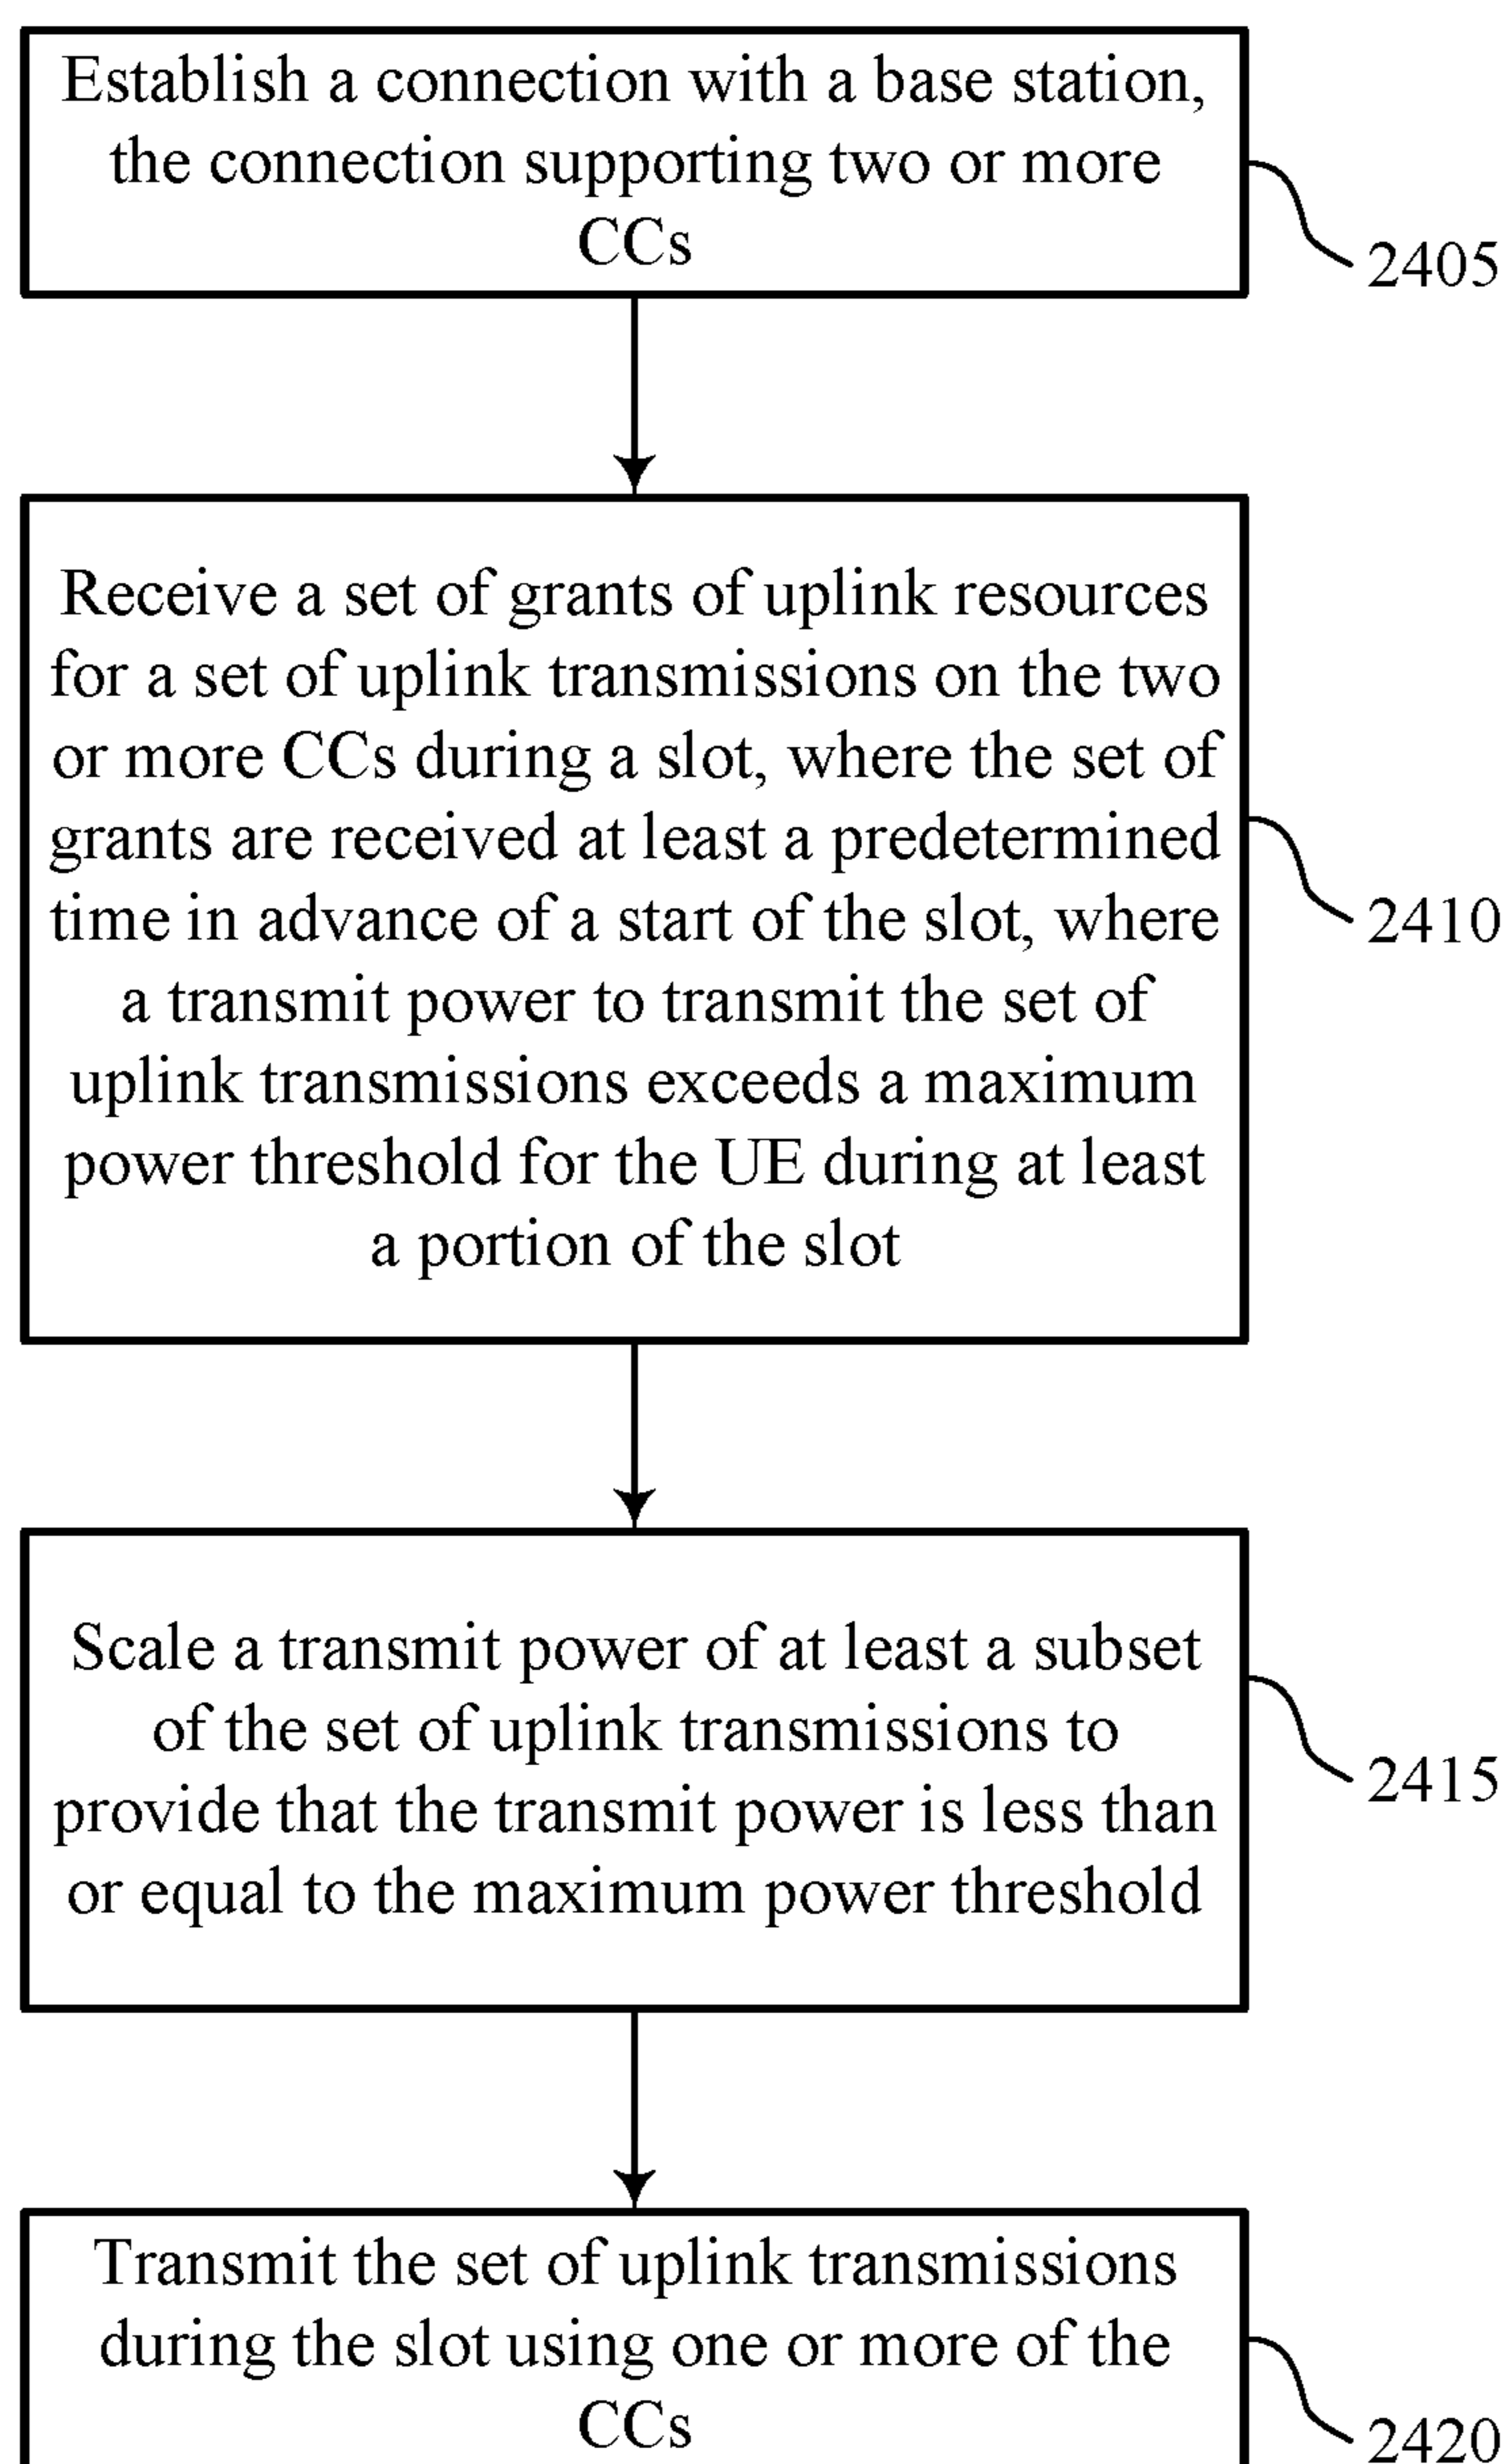 Establish a connection with a base station,
the connection supporting two or more
CCs
2405
Receive a set of grants of uplink resources
for a set of uplink transmissions on the two
or more CCs during a slot, where the set of
grants are received at least a predetermined
time in advance of a start of the slot, where
a transmit power to transmit the set of
uplink transmissions exceeds a maximum
power threshold for the UE during at least
a portion of the slot
2410
Scale a transmit power of at least a subset
of the set of uplink transmissions to
provide that the transmit power is less than
or equal to the maximum power threshold
2415
Transmit the set of uplink transmissions
during the slot using one or more of the
CCs
2420